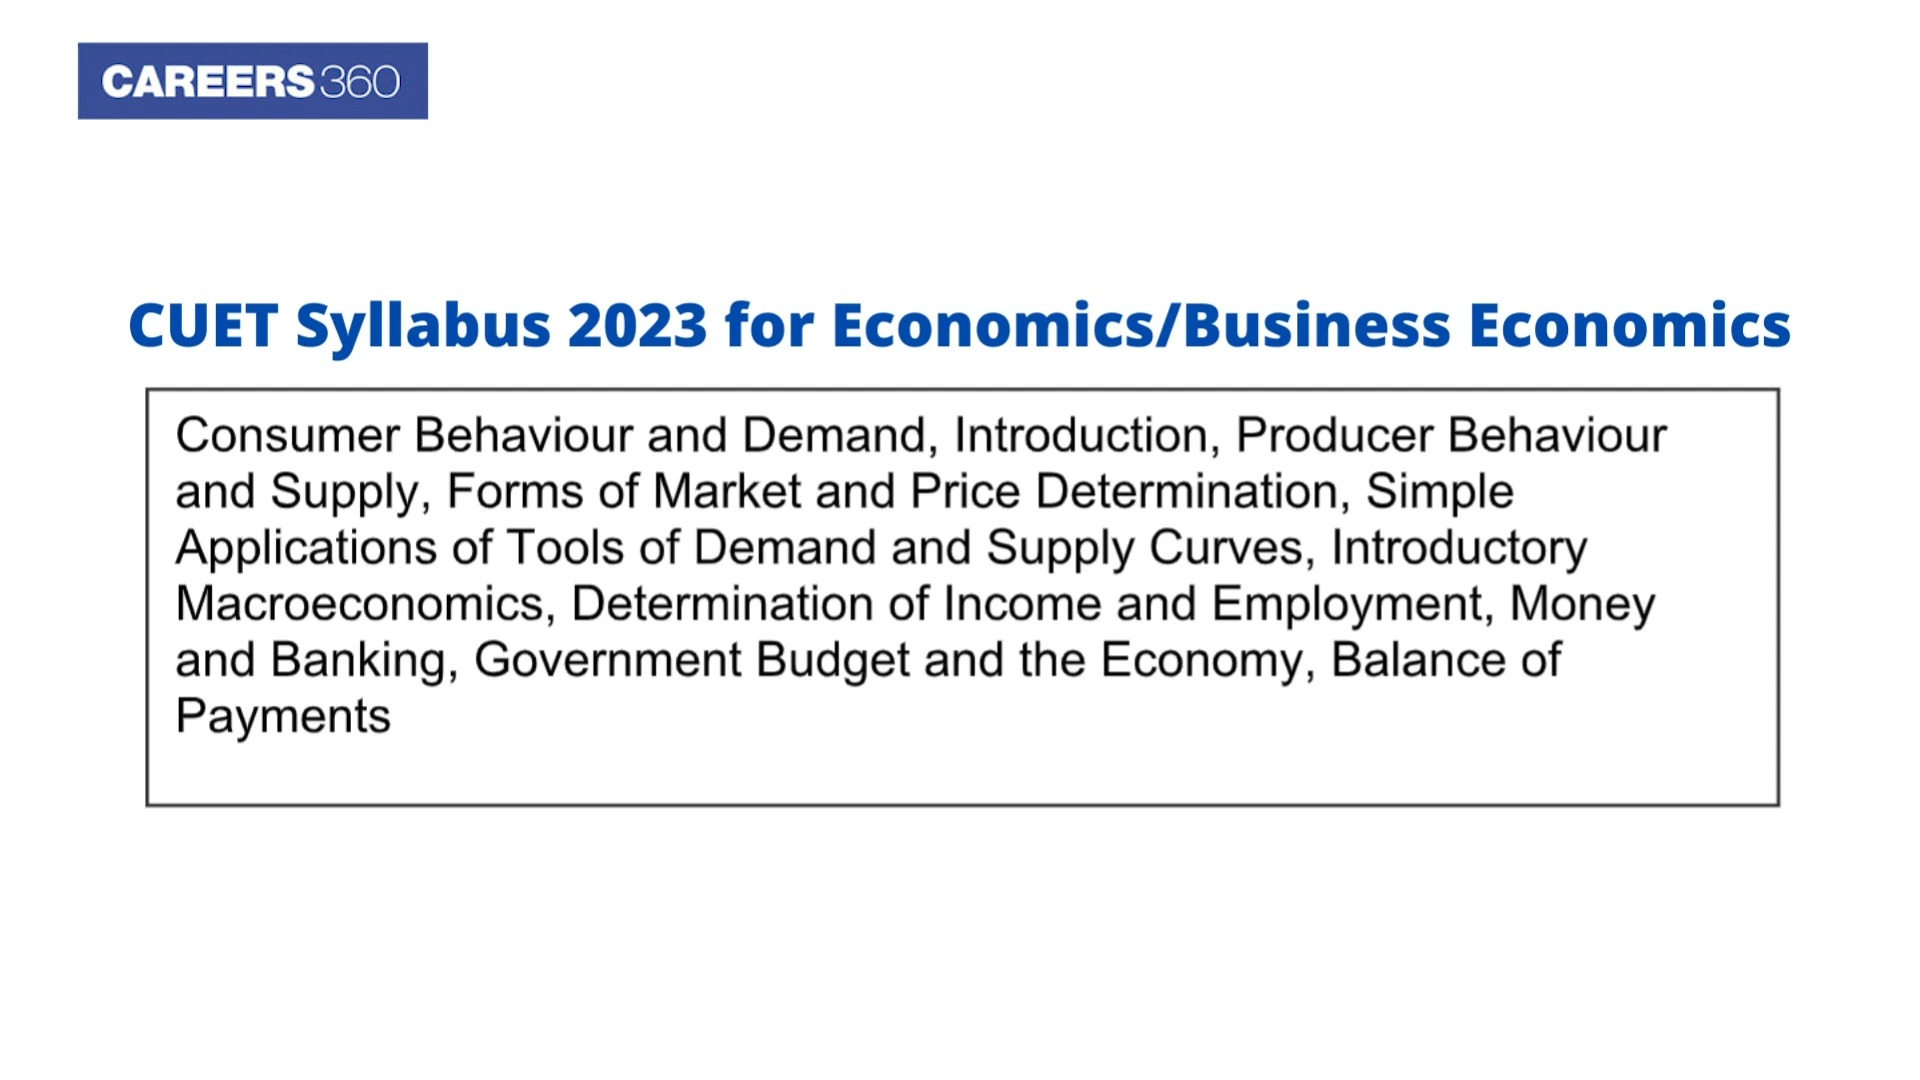 CAREERS360
CUET Syllabus 2023 for Economics/Business Economics
Consumer Behaviour and Demand, Introduction, Producer Behaviour
and Supply, Forms of Market and Price Determination, Simple
Applications of Tools of Demand and Supply Curves, Introductory
Macroeconomics, Determination of Income and Employment, Money
and Banking, Government Budget and the Economy, Balance of
Payments